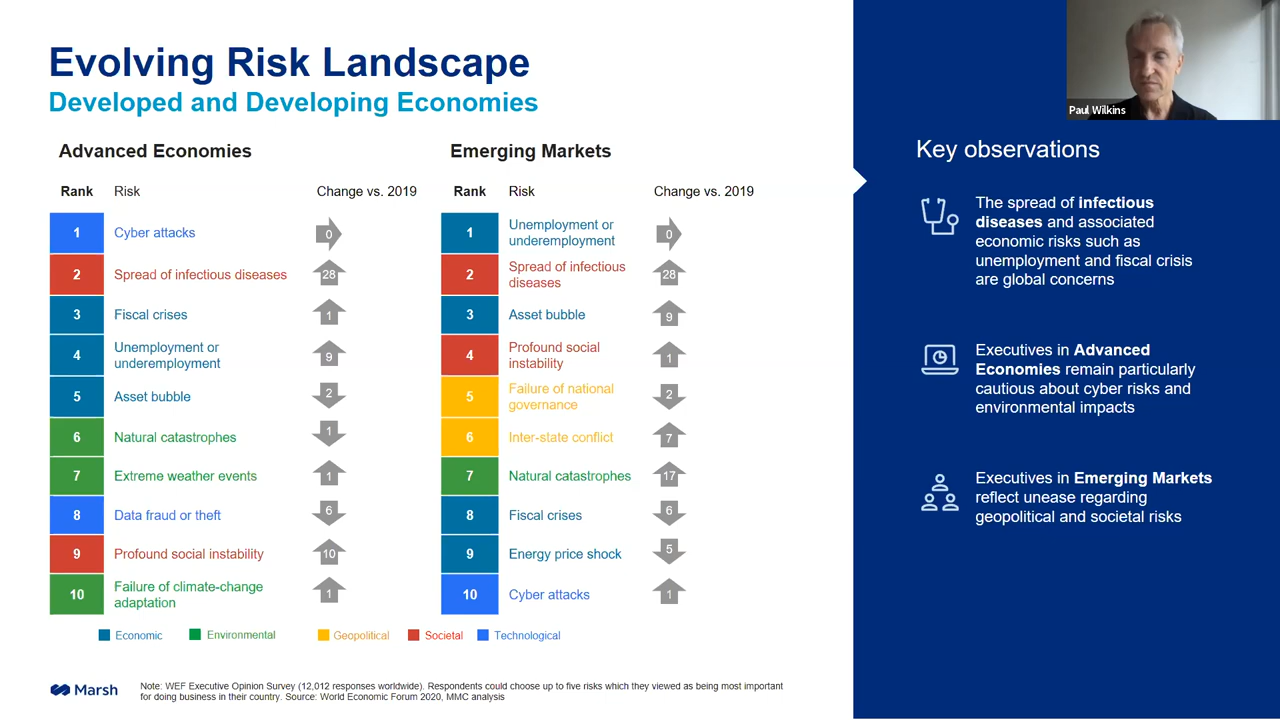 Evolving Risk Landscape
Developed and Developing Economies
Paul Wilkins
Advanced Economies
Rank Risk Change vs. 2019
1 Cyber attacks 0
2 Spread of infectious diseases 28
3 Fiscal crises 1
4 Unemployment or
underemployment 9
5 Asset bubble 2
6 Natural catastrophes 1
7 Extreme weather events 1
8 Data fraud or theft 6
9 Profound social instability 10
10 Failure of climate-change
adaptation 1
Emerging Markets
Rank Risk Change vs. 2019
1 Unemployment or
underemployment 0
2 Spread of infectious
diseases 28
3 Asset bubble 9
4 Profound social
instability 1
5 Failure of national
governance 2
6 Inter-state conflict 7
7 Natural catastrophes 17
8 Fiscal crises 6
9 Energy price shock 5
10 Cyber attacks 1
Economic Environmental Geopolitical Societal Technological
Marsh
Note: WEF Executive Opinion Survey (12,012 responses worldwide). Respondents could choose up to five risks which they viewed as being most important
for doing business in their country. Source: World Economic Forum 2020, MMC analysis
Key observations
The spread of infectious
diseases and associated
economic risks such as
unemployment and fiscal crisis
are global concerns
Executives in Advanced
Economies remain particularly
cautious about cyber risks and
environmental impacts
Executives in Emerging Markets
reflect unease regarding
geopolitical and societal risks